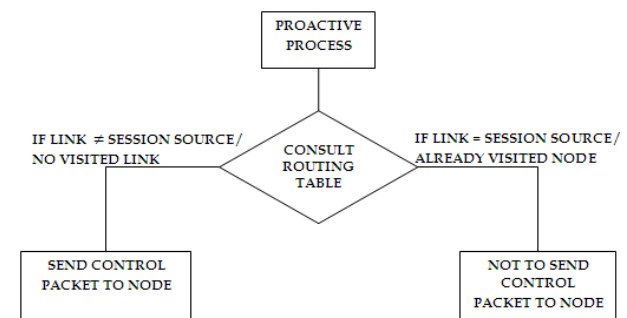 PROACTIVE
PROCESS
IF LINK ≠ SESSION SOURCE/
NO VISITED LINK
CONSULT
ROUTING
TABLE
IF LINK = SESSION SOURCE/
ALREADY VISITED NODE
SEND CONTROL
PACKET TO NODE
NOT TO SEND
CONTROL
PACKET TO NODE